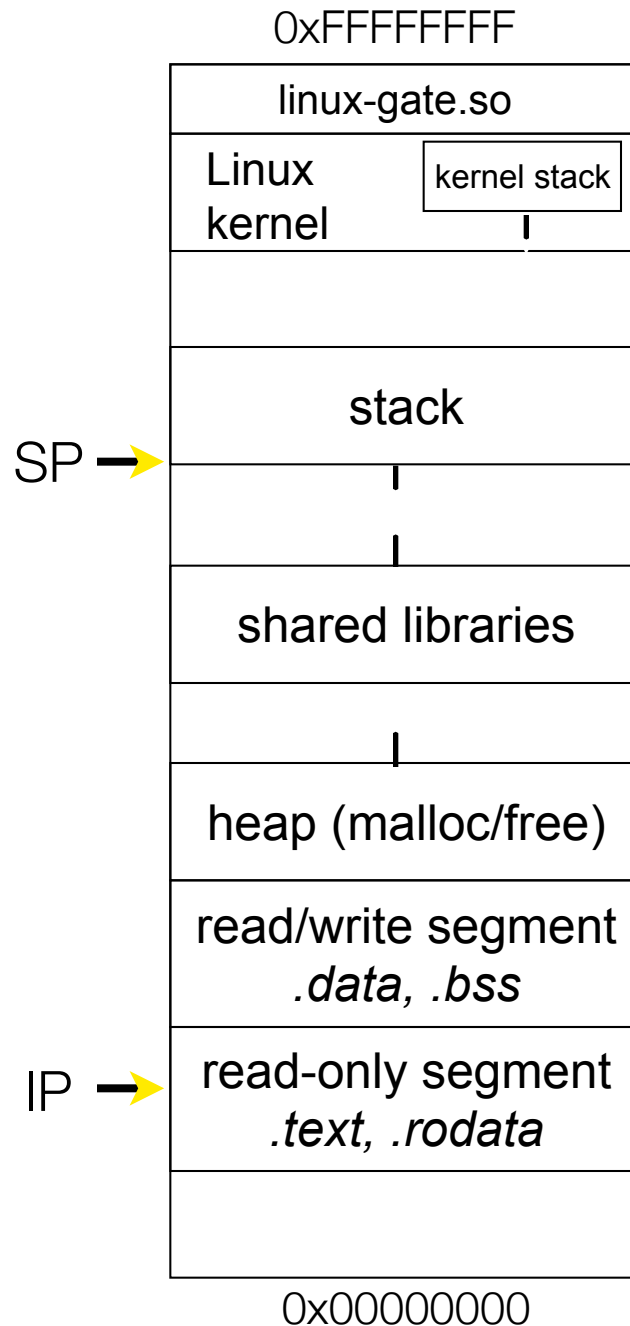 0xFFFFFFFF
linux-gate.so
Linux
kernel
kernel stack
stack
SP
shared libraries
heap (malloc/free)
read/write segment
.data, .bss
IP
read-only segment
.text, .rodata
0x00000000